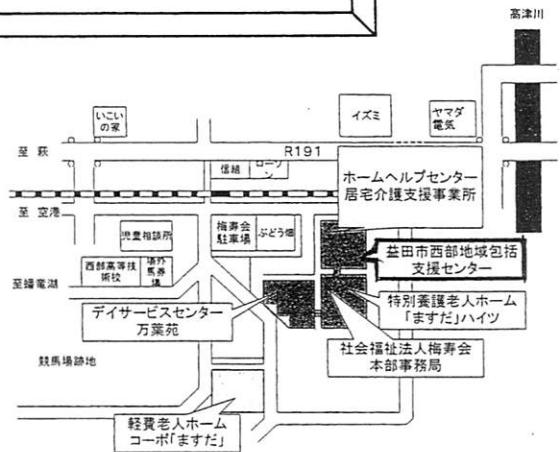 高津川
いこい
の家
イズミ
ヤマダ
電気
至 萩
R191
信組
ローソ
ン
ホームヘルプセンター
居宅介護支援事業所
至 空港
児童相談所
梅寿会
駐車場
ぶどう畑
益田市西部地域包括
支援センター
西部高等技
術校
場外
馬券
場
至蟠竜湖
デイサービスセンター
万葉苑
特別養護老人ホーム
「ますだ」ハイツ
社会福祉法人梅寿会
本部事務局
競馬場跡地
軽費老人ホーム
コーポ「ますだ」